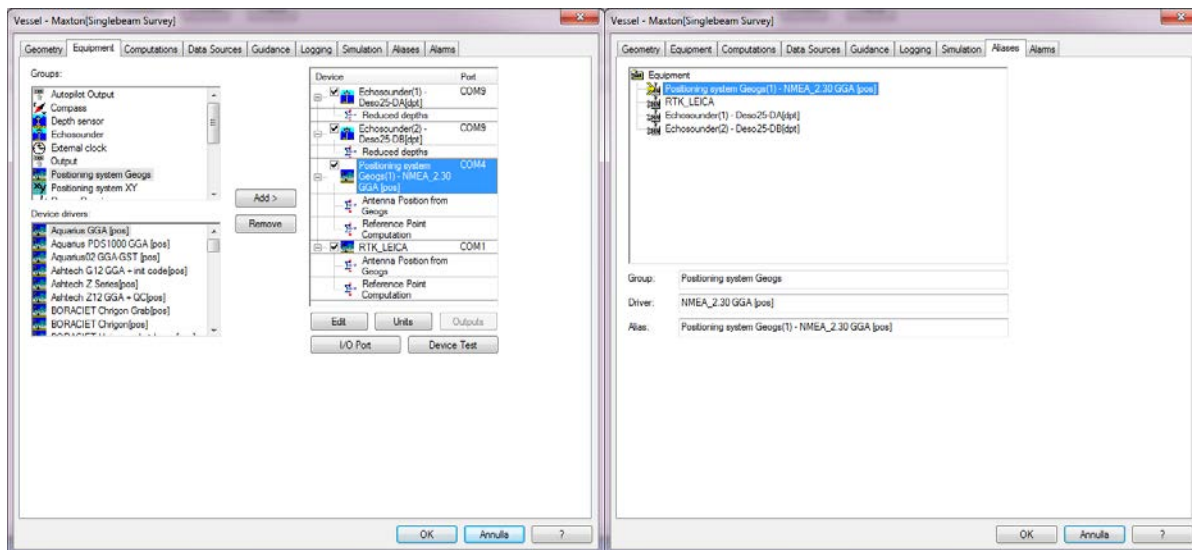 Vessel - Maxton[Singlebeam Survey]
Geometry Equipment Computations Data Sources Guidance Logging Simulation Aliases Alarms
Groups:
Autopilot Output
Compass
Depth sensor
Echosounder
External clock
Output
Positioning system Geogs
Positioning system XY
Device drivers
Aquarius GGA [pos]
Aquarius PDS1000 GGA [pos]
Aquarius02 GGA-GST [pos]
Ashtech G12 GGA + init code[pos]
Ashtech Z Series[pos]
Ashtech Z12 GGA + QC[pos]
BORACIET Chrigon Grab[pos]
BORACIET Chrigon[pos]
Add >
Remove
Device Port
Echosounder(1) - COM9
Deso25-DA[dpt]
Reduced depths
Echosounder(2) - COM9
Deso25-DB[dpt]
Reduced depths
Positioning system COM4
Geogs(1) - NMEA_2.30
GGA [pos]
Antenna Postion from
Geogs
Reference Point
Computation
RTK_LEICA COM1
Antenna Postion from
Geogs
Reference Point
Computation
Edit Units Outputs
I/O Port Device Test
OK Annulla ?
Vessel - Maxton[Singlebeam Survey]
Geometry Equipment Computations Data Sources Guidance Logging Simulation Aliases Alarms
Equipment
Positioning system Geogs(1) - NMEA_2.30 GGA [pos]
RTK_LEICA
Echosounder(1) - Deso25-DA[dpt]
Echosounder(2) - Deso25-DB[dpt]
Group: Positioning system Geogs
Driver: NMEA_2.30 GGA [pos]
Alias: Positioning system Geogs(1) - NMEA_2.30 GGA [pos]
OK Annulla ?